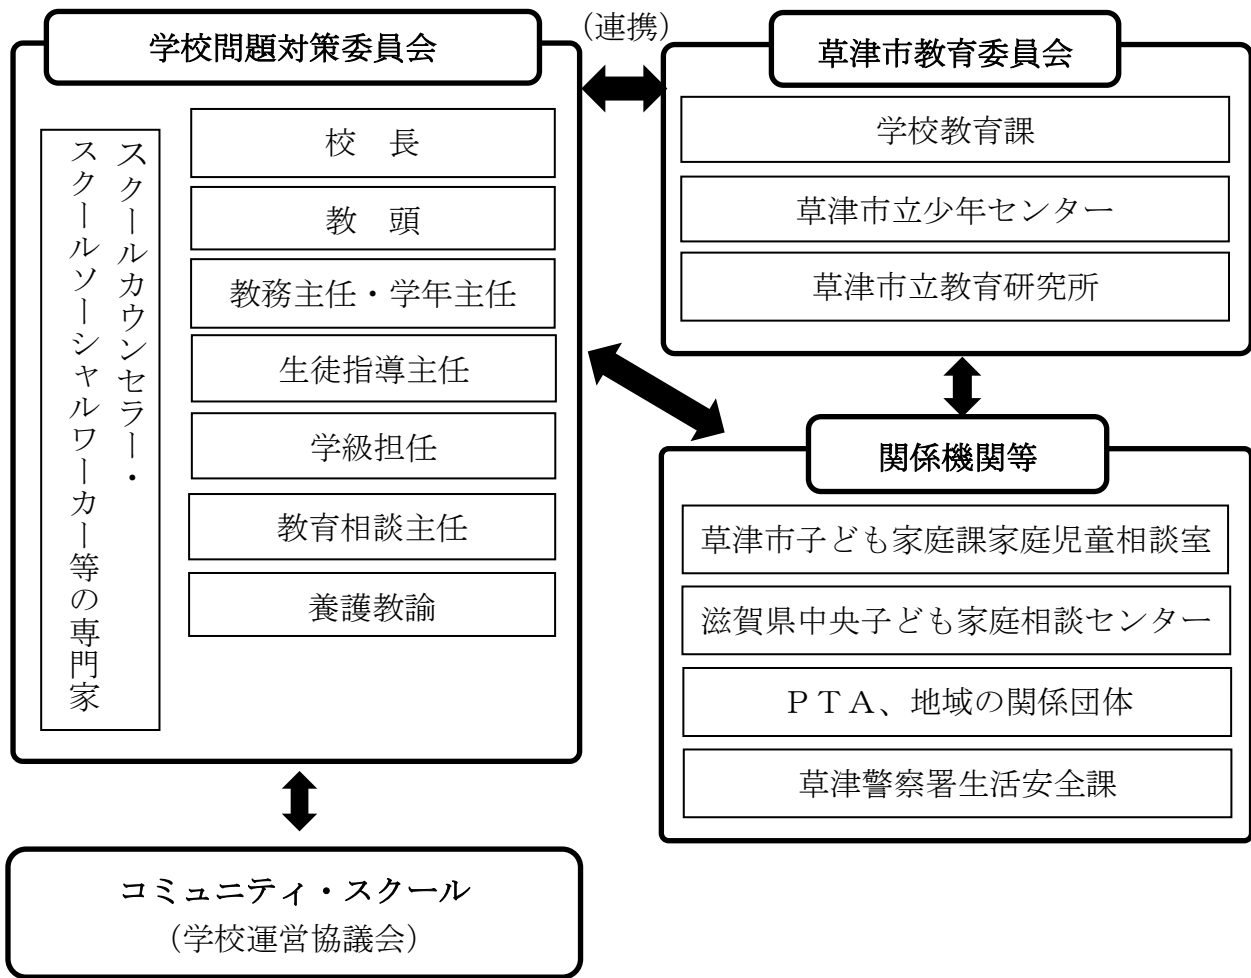 学校問題対策委員会
スクールカウンセラー・
スクールソーシャルワーカー等の専門家
校　長
教　頭
教務主任・学年主任
生徒指導主任
学級担任
教育相談主任
養護教諭
（連携）
草津市教育委員会
学校教育課
草津市立少年センター
草津市立教育研究所
関係機関等
草津市子ども家庭課家庭児童相談室
滋賀県中央子ども家庭相談センター
ＰＴＡ、地域の関係団体
草津警察署生活安全課
コミュニティ・スクール
（学校運営協議会）